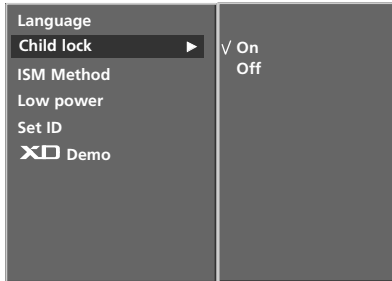 Language
Child lock ▶
ISM Method
Low power
Set ID
XD Demo
√ On
Off